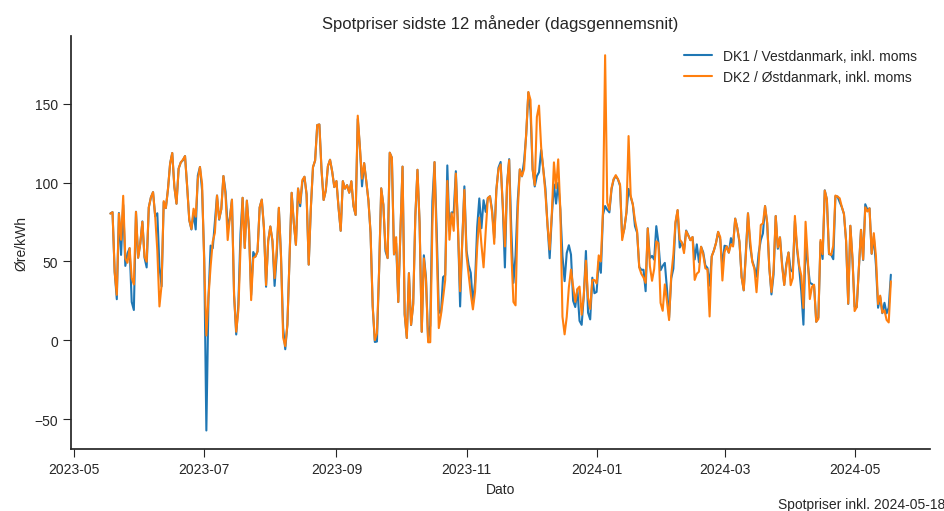 Spotpriser sidste 12 måneder (dagsgennemsnit)
DK1 / Vestdanmark, inkl. moms
DK2 / Østdanmark, inkl. moms
Øre/kWh
150
100
50
0
−50
2023-05 2023-07 2023-09 2023-11 2024-01 2024-03 2024-05
Dato
Spotpriser inkl. 2024-05-18